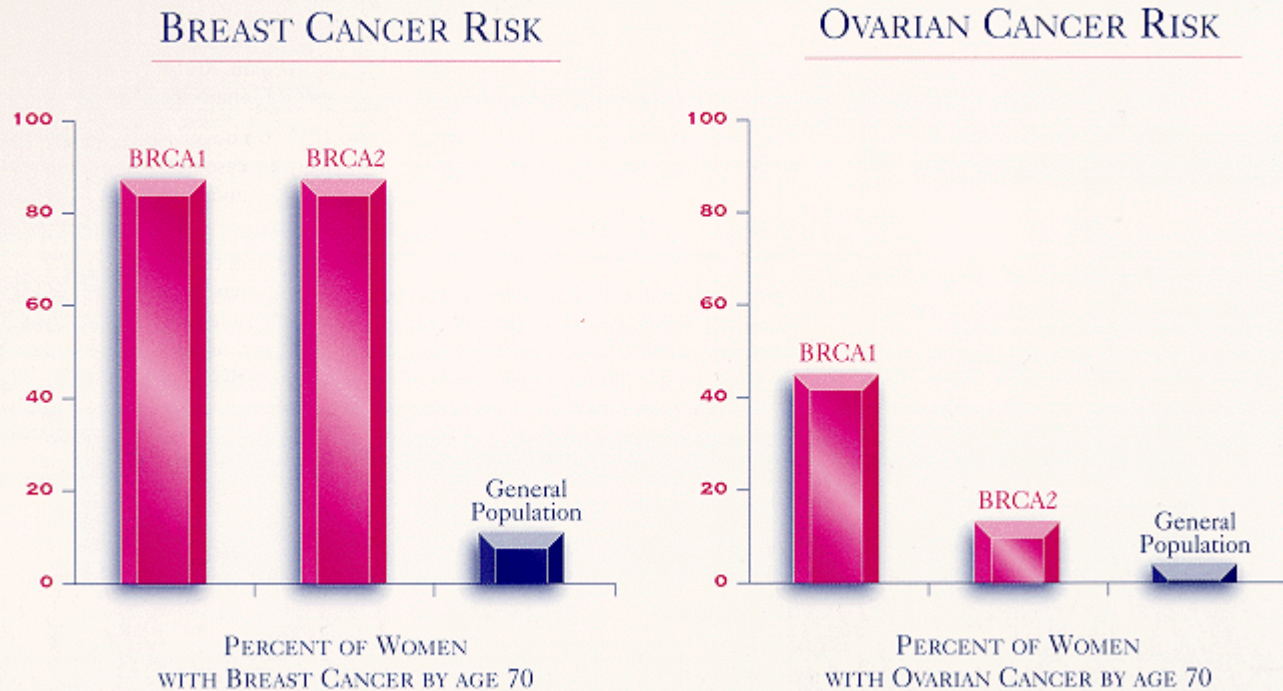 BREAST CANCER RISK
100
80
60
40
20
0
BRCA1
BRCA2
General
Population
PERCENT OF WOMEN
WITH BREAST CANCER BY AGE 70
OVARIAN CANCER RISK
100
80
60
40
20
0
BRCA1
BRCA2
General
Population
PERCENT OF WOMEN
WITH OVARIAN CANCER BY AGE 70